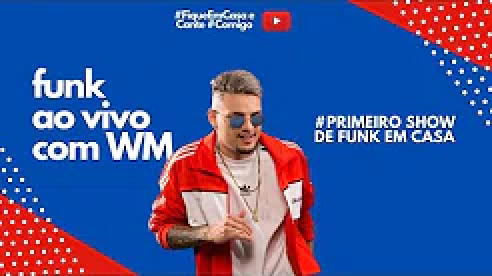 #FiqueEmCasa e
Cante #Comigo
funk
ao vivo
com WM
#PRIMEIRO SHOW
DE FUNK EM CASA